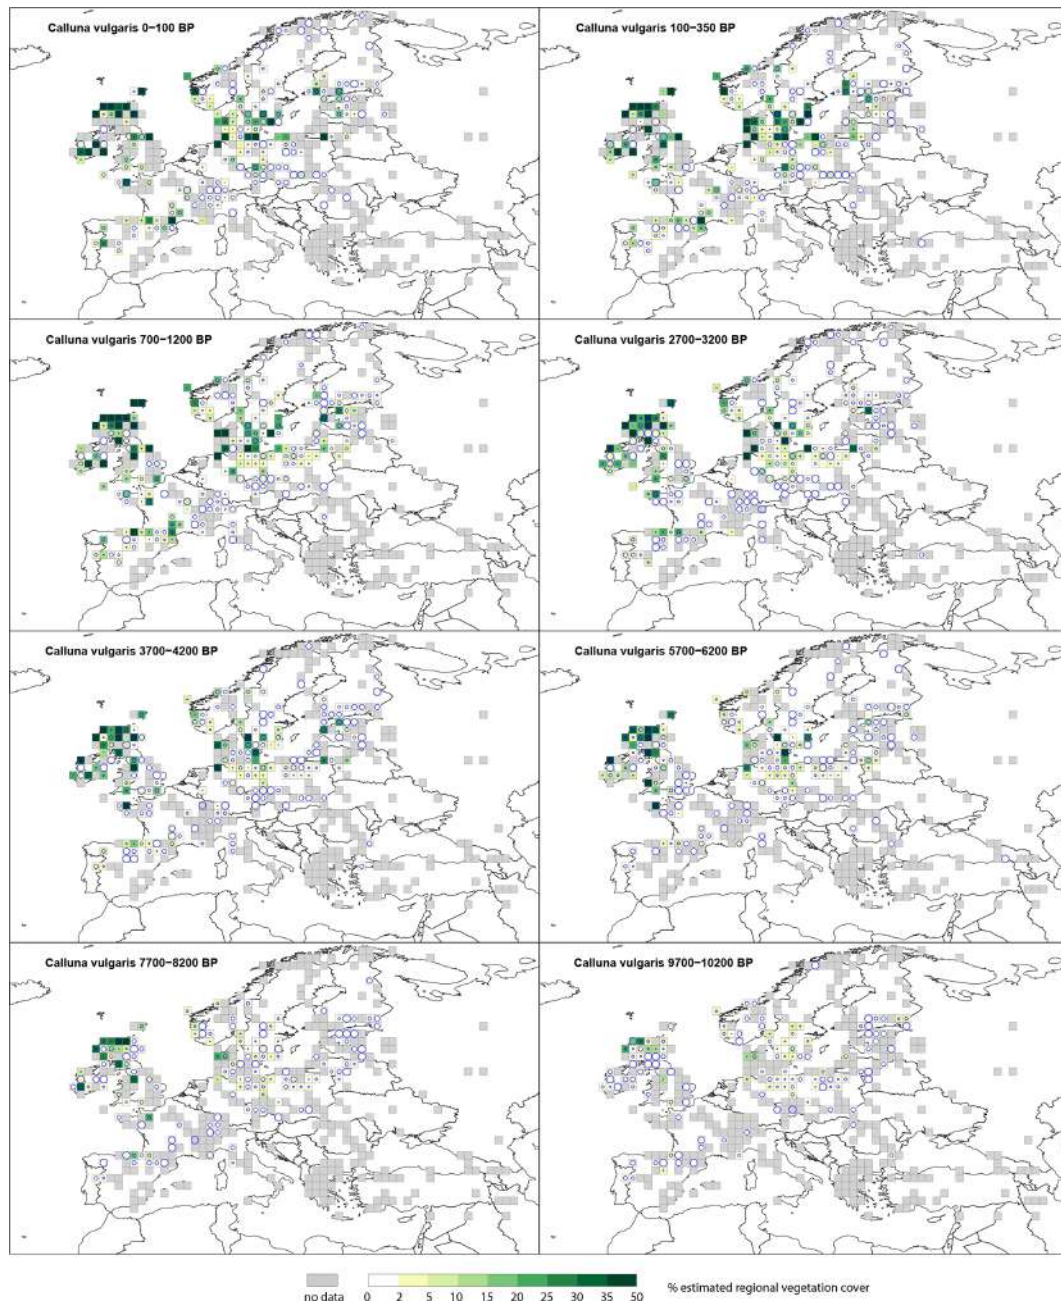 Calluna vulgaris 0–100 BP
Calluna vulgaris 100–350 BP
Calluna vulgaris 700–1200 BP
Calluna vulgaris 2700–3200 BP
Calluna vulgaris 3700–4200 BP
Calluna vulgaris 5700–6200 BP
Calluna vulgaris 7700–8200 BP
Calluna vulgaris 9700–10200 BP
no data
0 2 5 10 15 20 25 30 35 50
% estimated regional vegetation cover